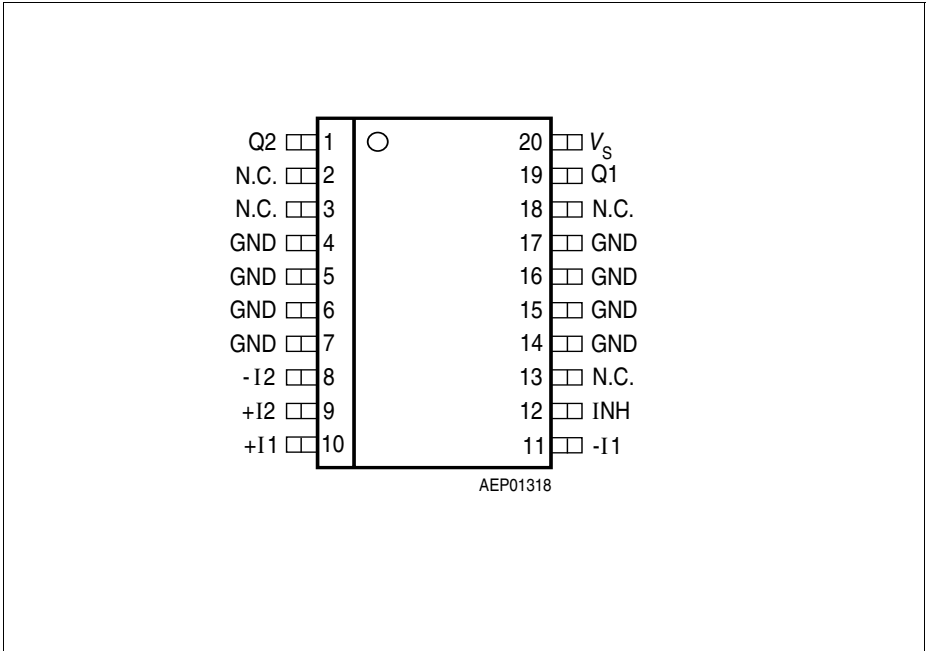 Q2 1 20 VS
N.C. 2 19 Q1
N.C. 3 18 N.C.
GND 4 17 GND
GND 5 16 GND
GND 6 15 GND
GND 7 14 GND
-I2 8 13 N.C.
+I2 9 12 INH
+I1 10 11 -I1
AEP01318